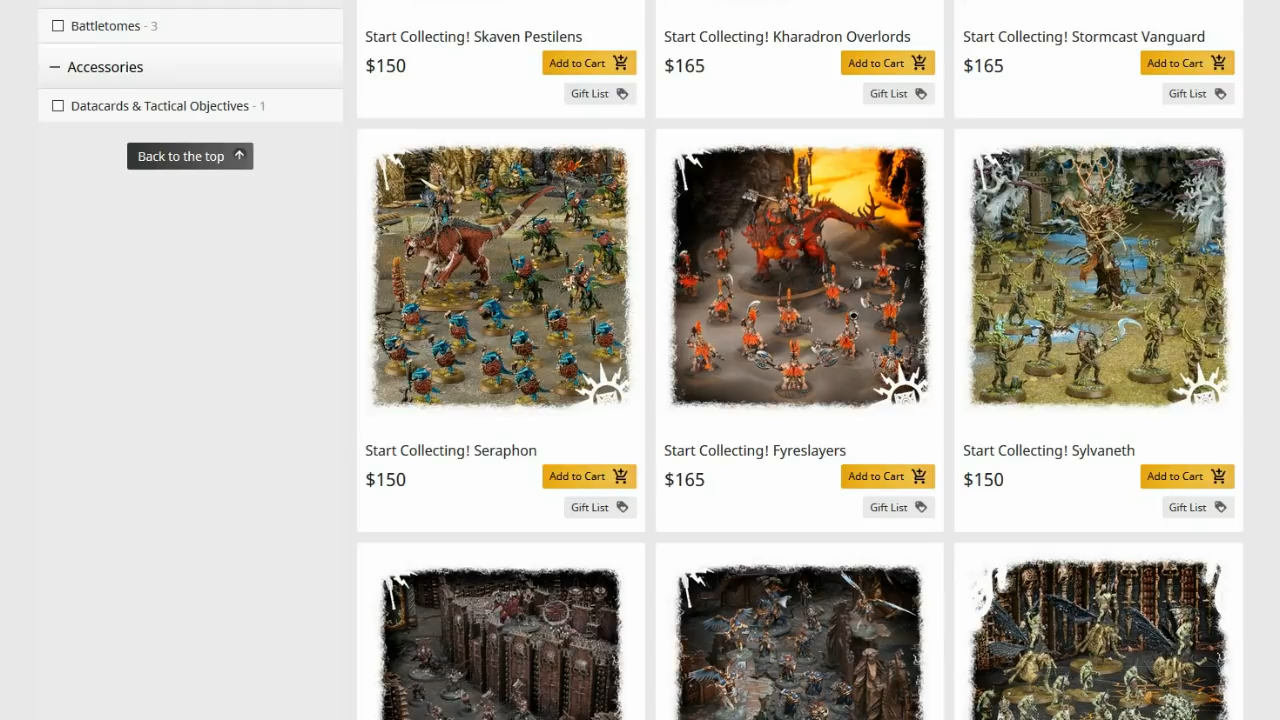 Battletomes - 3
Accessories
Datacards & Tactical Objectives - 1
Back to the top
Start Collecting! Skaven Pestilens
$150
Add to Cart
Gift List
Start Collecting! Kharadron Overlords
$165
Add to Cart
Gift List
Start Collecting! Stormcast Vanguard
$165
Add to Cart
Gift List
Start Collecting! Seraphon
$150
Add to Cart
Gift List
Start Collecting! Fyreslayers
$165
Add to Cart
Gift List
Start Collecting! Sylvaneth
$150
Add to Cart
Gift List